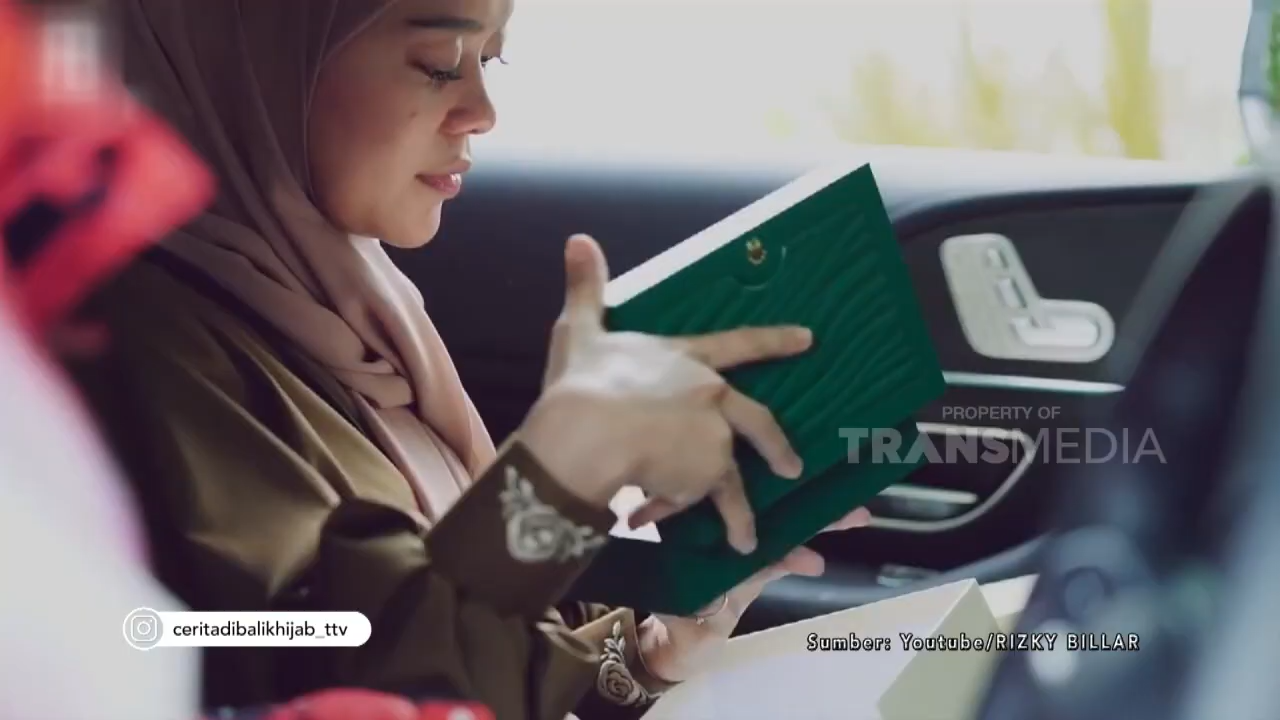 PROPERTY OF
TRANSMEDIA
ceritadibalikhijab_ttv
Sumber: Youtube/RIZKY BILLAR